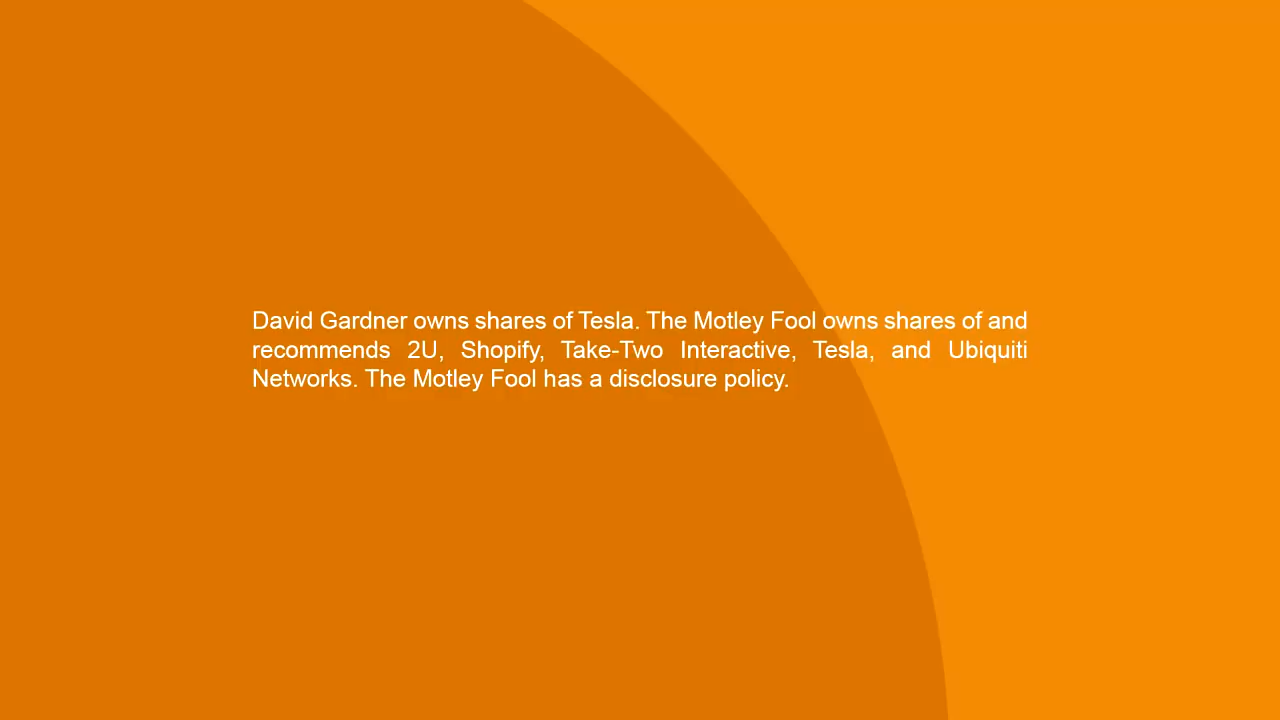 David Gardner owns shares of Tesla. The Motley Fool owns shares of and
recommends 2U, Shopify, Take-Two Interactive, Tesla, and Ubiquiti
Networks. The Motley Fool has a disclosure policy.